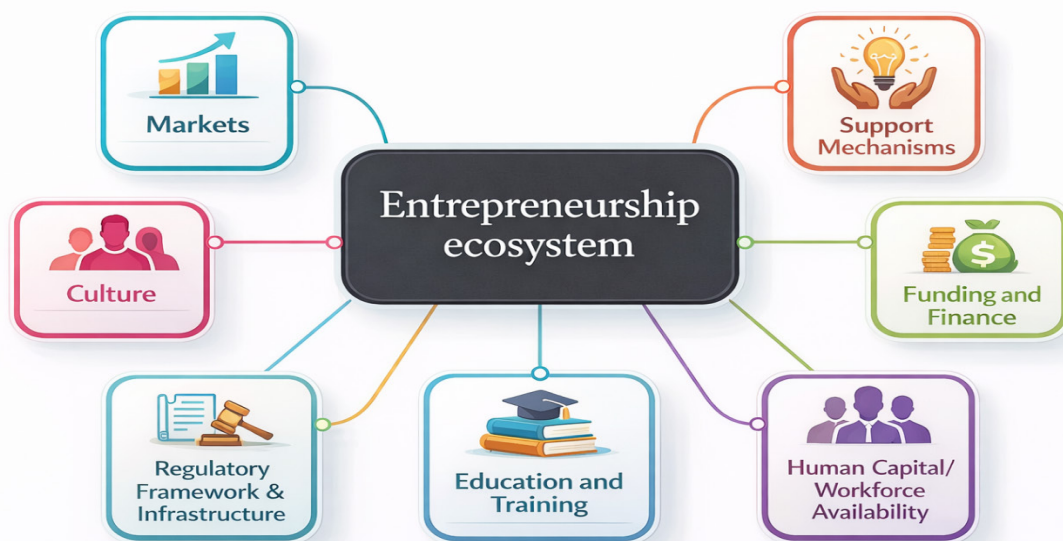 Markets
Support
Mechanisms
Entrepreneurship
ecosystem
Culture
$
Funding and
Finance
Regulatory
Framework &
Infrastructure
Education and
Training
Human Capital/
Workforce
Availability